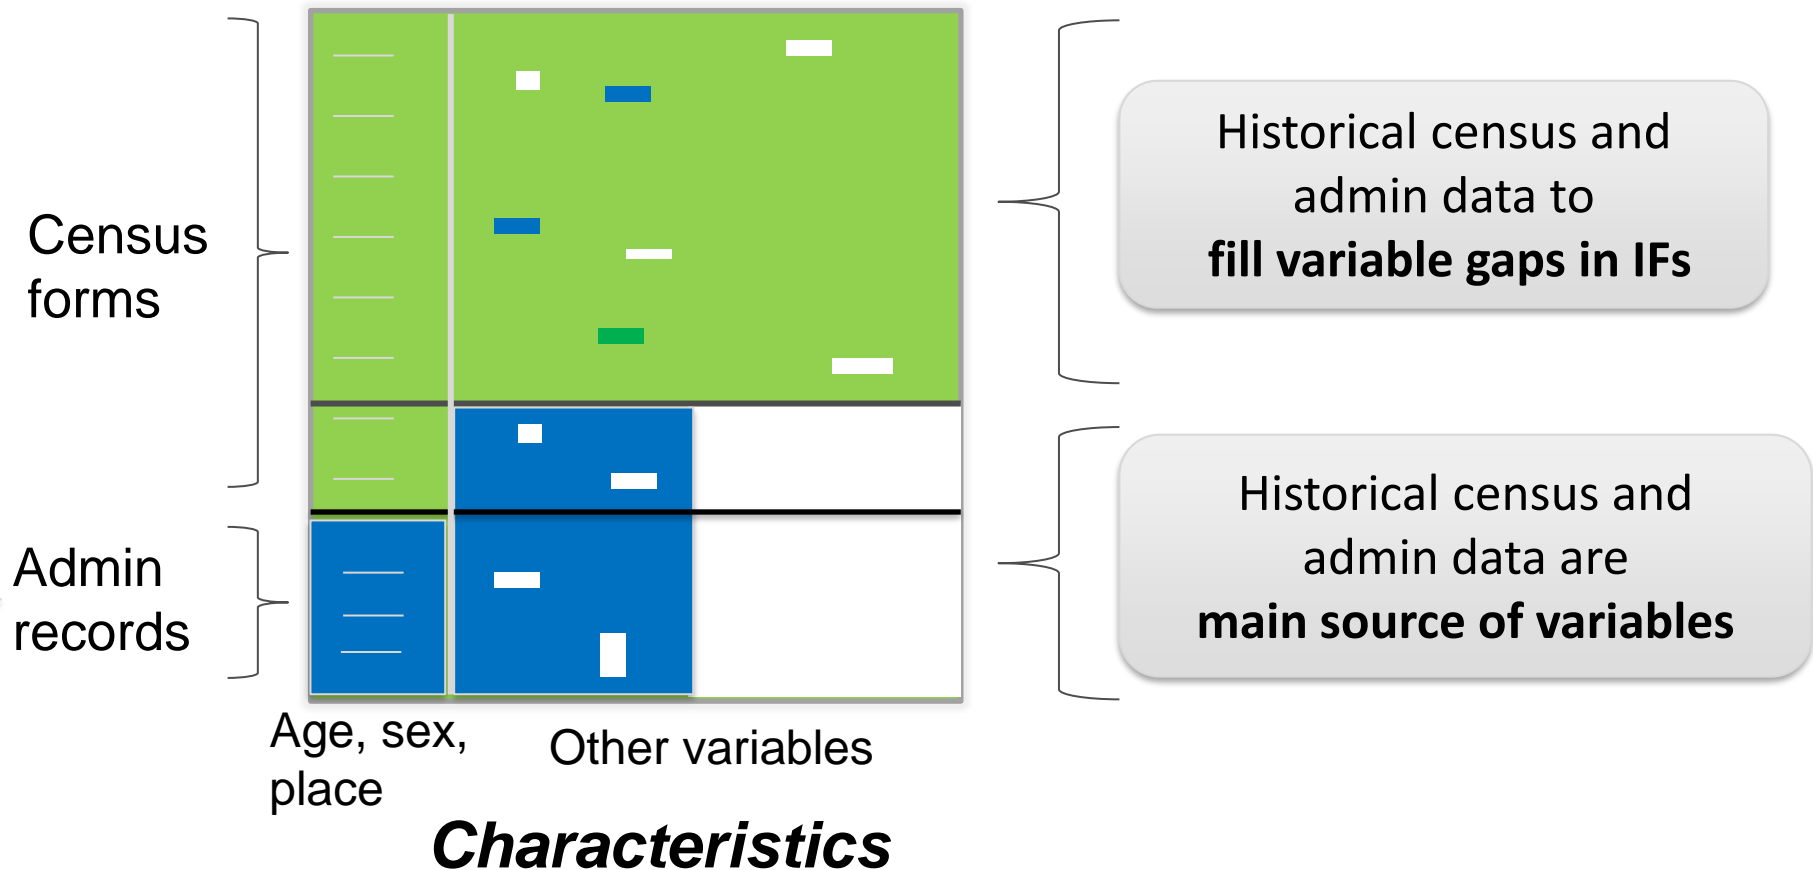 Census
forms
Admin
records
Historical census and
admin data to
fill variable gaps in IFs
Historical census and
admin data are
main source of variables
Age, sex,
place
Other variables
Characteristics